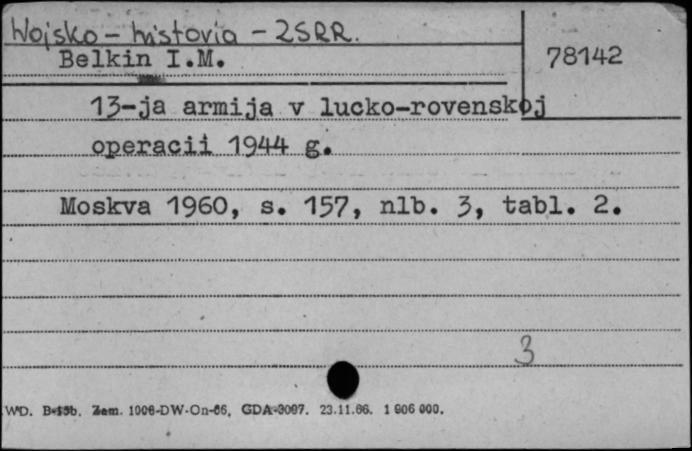 Wojsko - historia - ZSRR.
Belkin I.M.
78142
13-ja armija v lucko-rovenskoj
operacii 1944 g.
Moskva 1960, s. 157, nlb. 3, tabl. 2.
3
WD. B-15b. Zam. 1006-DW-On-66, GDA-3097. 23.11.66. 1 000 000.